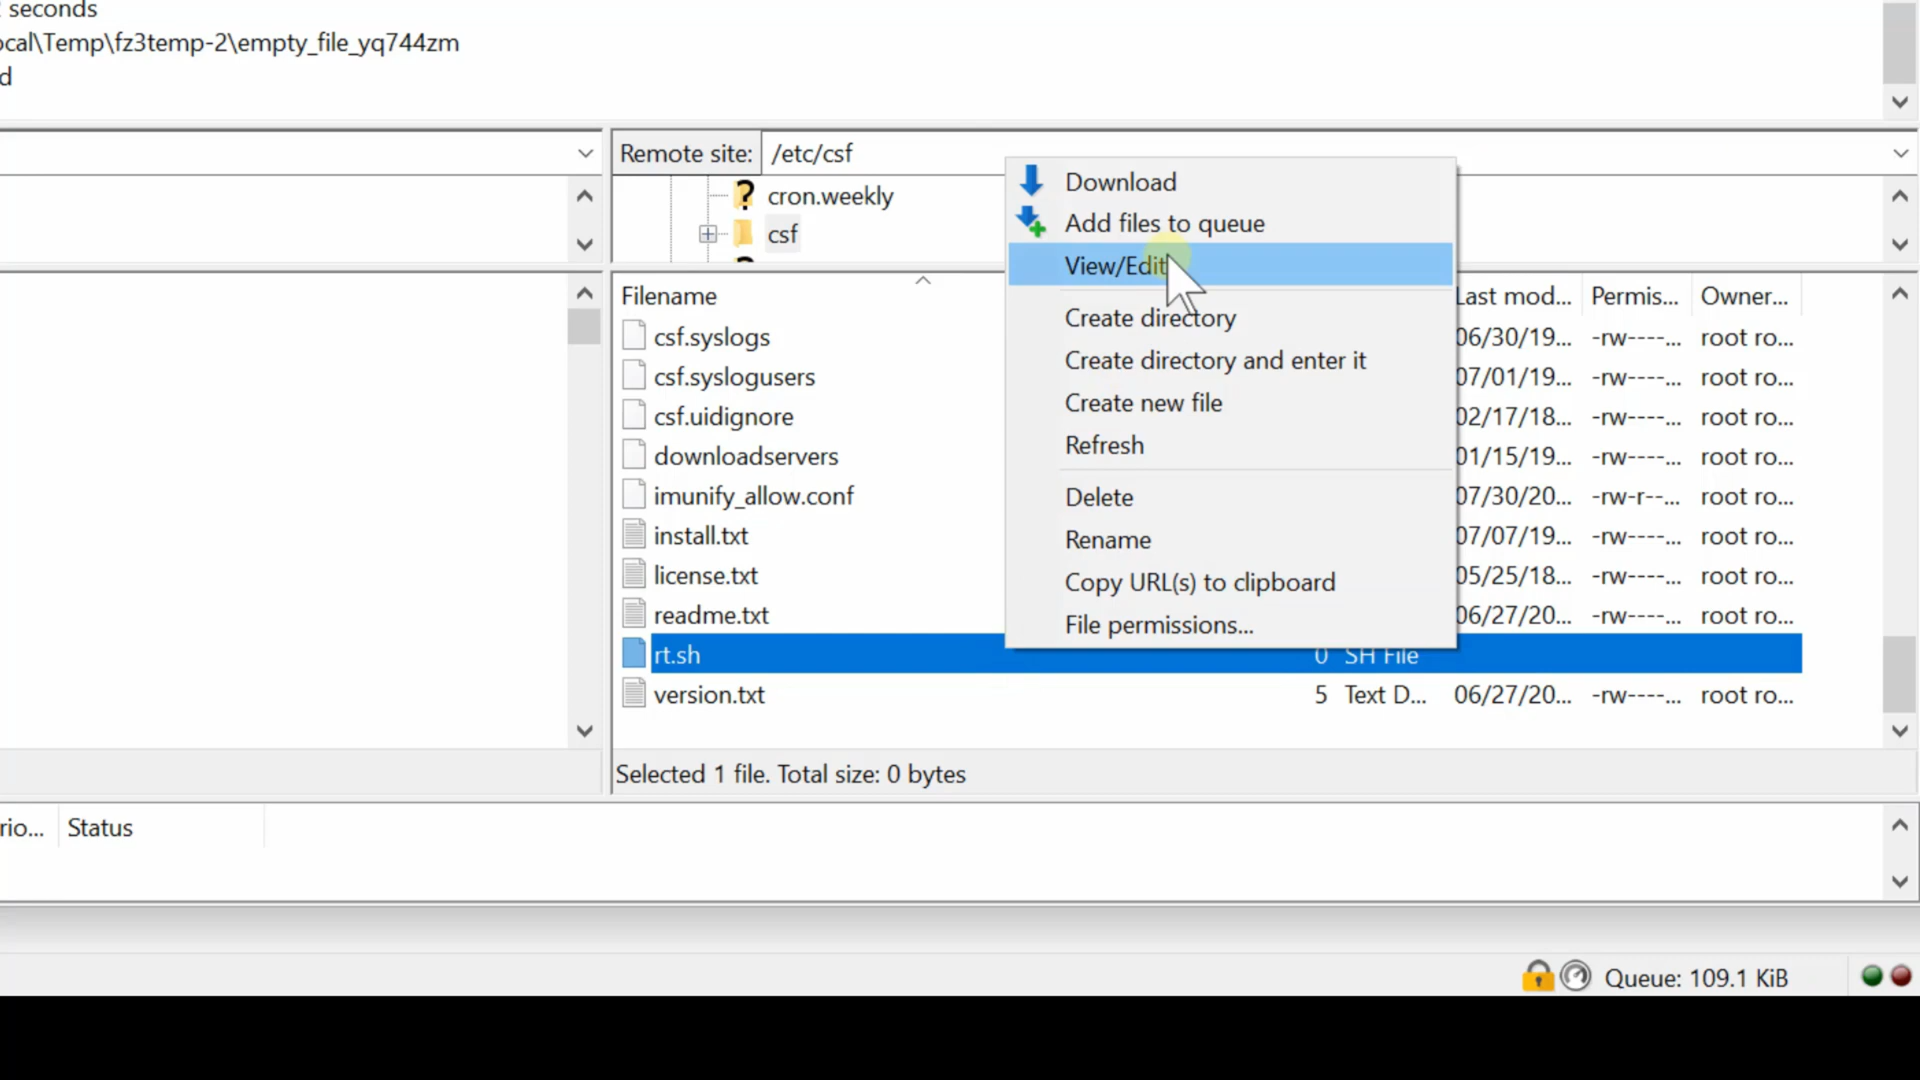 seconds
ocal\Temp\fz3temp-2\empty_file_yq744zm
d
Remote site: /etc/csf
cron.weekly
csf
Download
Add files to queue
View/Edit
Create directory
Create directory and enter it
Create new file
Refresh
Delete
Rename
Copy URL(s) to clipboard
File permissions...
Filename Last mod... Permis... Owner...
csf.syslogs 06/30/19... -rw----... root ro...
csf.syslogusers 07/01/19... -rw----... root ro...
csf.uidignore 02/17/18... -rw----... root ro...
downloadservers 01/15/19... -rw----... root ro...
imunify_allow.conf 07/30/20... -rw-r--... root ro...
install.txt 07/07/19... -rw----... root ro...
license.txt 05/25/18... -rw----... root ro...
readme.txt 06/27/20... -rw----... root ro...
rt.sh 0 SH File
version.txt 5 Text D... 06/27/20... -rw----... root ro...
Selected 1 file. Total size: 0 bytes
rio... Status
Queue: 109.1 KiB